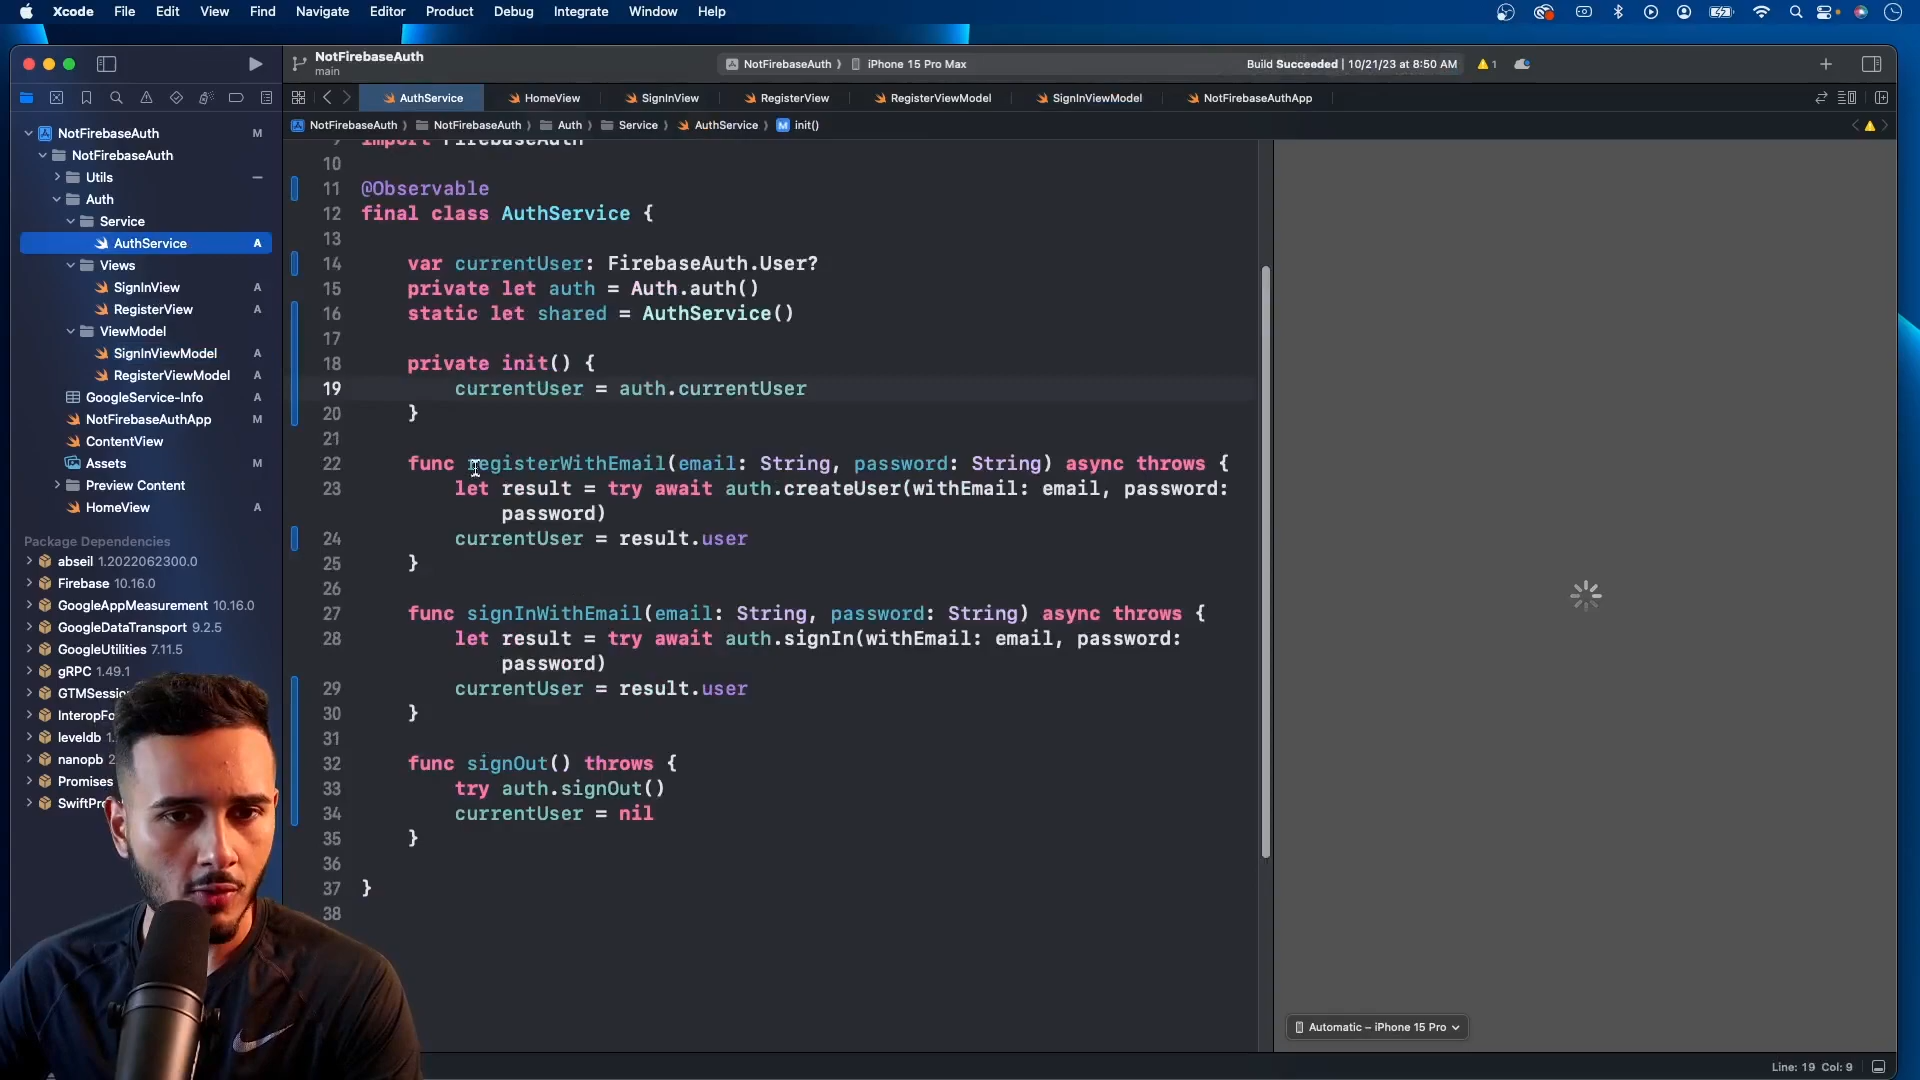 Xcode File Edit View Find Navigate Editor Product Debug Integrate Window Help
NotFirebaseAuth
main
NotFirebaseAuth iPhone 15 Pro Max
Build Succeeded | 10/21/23 at 8:50 AM 1
AuthService HomeView SignInView RegisterView RegisterViewModel SignInViewModel NotFirebaseAuthApp
NotFirebaseAuth NotFirebaseAuth Auth Service AuthService M init()
NotFirebaseAuth M
NotFirebaseAuth
Utils
Auth
Service
AuthService A
Views
SignInView A
RegisterView A
ViewModel
SignInViewModel A
RegisterViewModel A
GoogleService-Info M
NotFirebaseAuthApp M
ContentView
Assets M
Preview Content
HomeView A
Package Dependencies
abseil 1.2022062300.0
Firebase 10.16.0
GoogleAppMeasurement 10.16.0
GoogleDataTransport 9.2.5
GoogleUtilities 7.11.5
gRPC 1.49.1
GTMSessi
InteropFo
leveldb 1.
nanopb 2
Promises
SwiftPr
9 import FirebaseAuth
10
11 @Observable
12 final class AuthService {
13
14 var currentUser: FirebaseAuth.User?
15 private let auth = Auth.auth()
16 static let shared = AuthService()
17
18 private init() {
19 currentUser = auth.currentUser
20 }
21
22 func registerWithEmail(email: String, password: String) async throws {
23 let result = try await auth.createUser(withEmail: email, password:
password)
24 currentUser = result.user
25 }
26
27 func signInWithEmail(email: String, password: String) async throws {
28 let result = try await auth.signIn(withEmail: email, password:
password)
29 currentUser = result.user
30 }
31
32 func signOut() throws {
33 try auth.signOut()
34 currentUser = nil
35 }
36
37 }
38
Automatic – iPhone 15 Pro
Line: 19 Col: 9